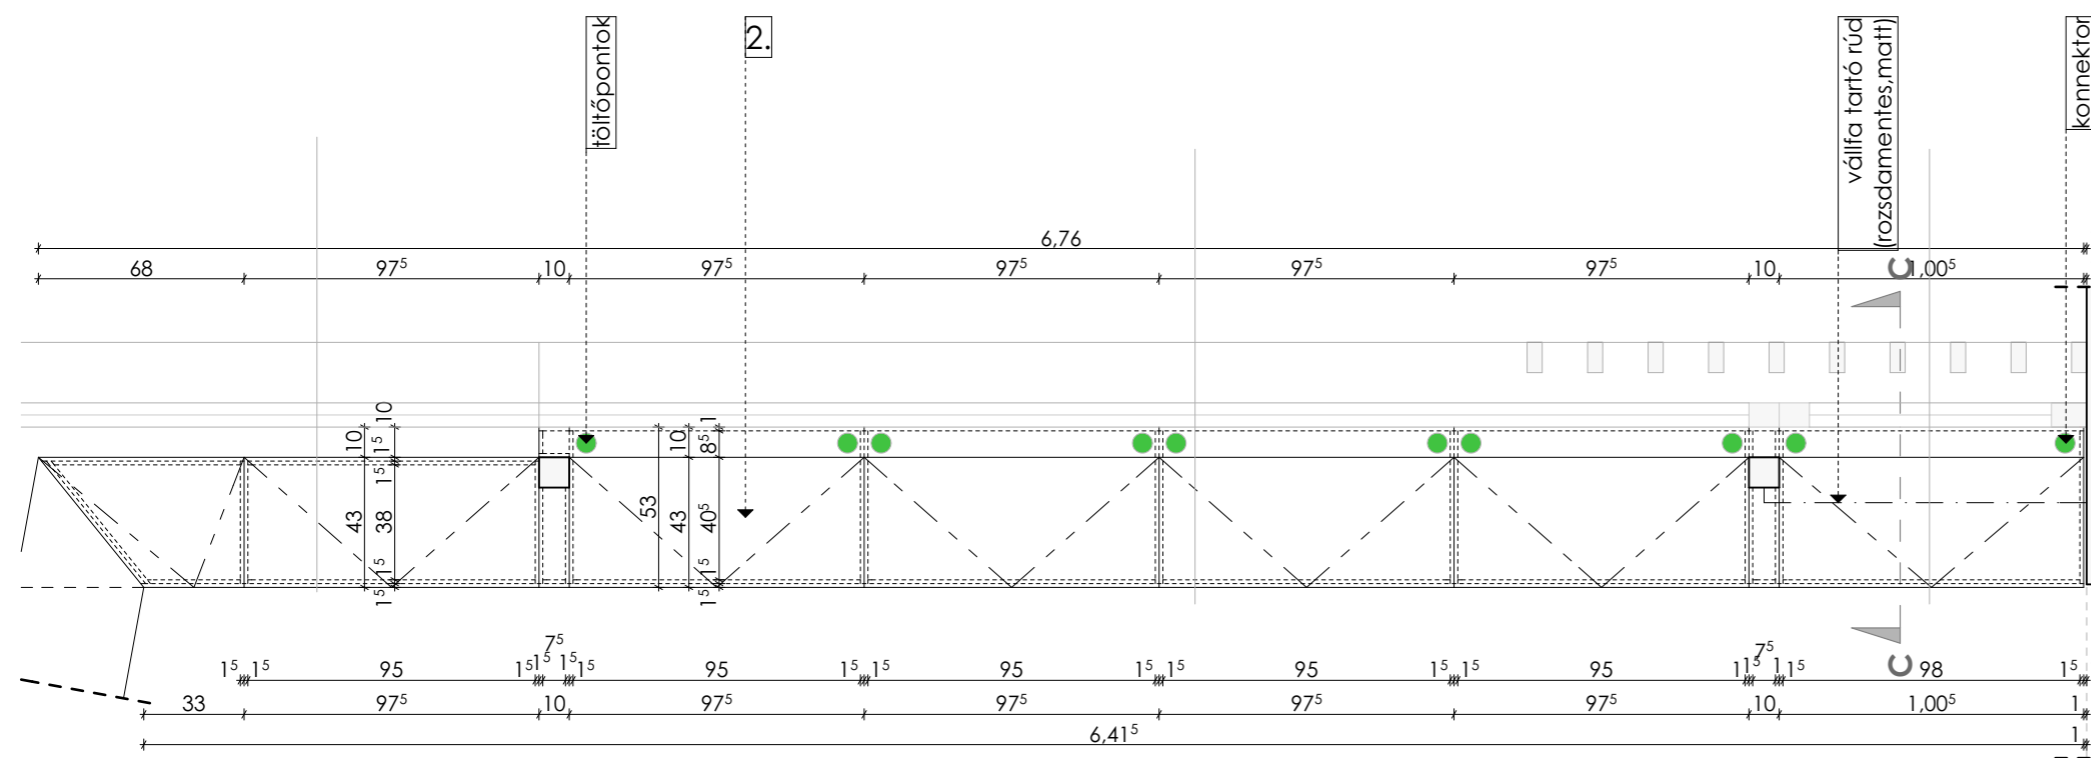 töltőpontok
2.
vállfa tartó rúd
(rozsdamentes,matt)
konnektor
6,76
68 97⁵ 10 97⁵ 97⁵ 97⁵ 97⁵ 10 C 1,00⁵
10 1⁵ 10 10 8⁵ 1
43 1⁵ 38 1⁵ 1⁵ 53 43 40⁵ 1⁵ 1⁵
7⁵ 7⁵
1⁵ 1⁵ 95 1⁵ 1⁵ 1⁵ 1⁵ 95 1⁵ 1⁵ 95 1⁵ 1⁵ 95 1⁵ 1⁵ 95 1 1⁵ 1 1⁵ C 98 1⁵
33 97⁵ 10 97⁵ 97⁵ 97⁵ 97⁵ 10 1,00⁵ 1
6,41⁵ 1